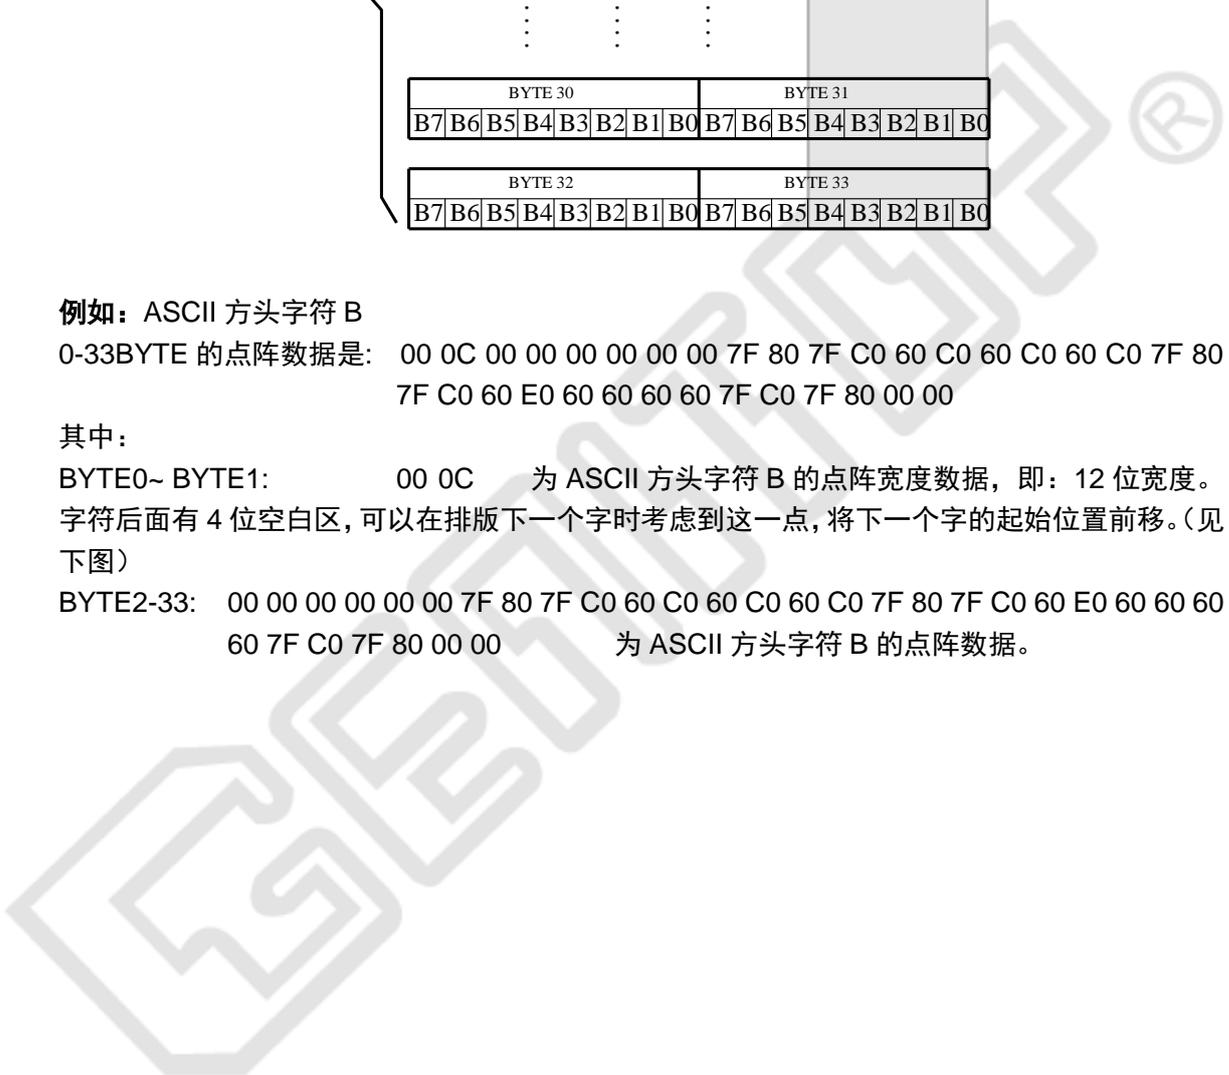 BYTE 30 BYTE 31
B7 B6 B5 B4 B3 B2 B1 B0 B7 B6 B5 B4 B3 B2 B1 B0
BYTE 32 BYTE 33
B7 B6 B5 B4 B3 B2 B1 B0 B7 B6 B5 B4 B3 B2 B1 B0
例如：ASCII 方头字符 B
0-33BYTE 的点阵数据是: 00 0C 00 00 00 00 00 00 7F 80 7F C0 60 C0 60 C0 60 C0 7F 80
7F C0 60 E0 60 60 60 60 7F C0 7F 80 00 00
其中：
BYTE0~ BYTE1: 00 0C 为 ASCII 方头字符 B 的点阵宽度数据，即：12 位宽度。
字符后面有 4 位空白区，可以在排版下一个字时考虑到这一点，将下一个字的起始位置前移。（见
下图）
BYTE2-33: 00 00 00 00 00 00 7F 80 7F C0 60 C0 60 C0 60 C0 7F 80 7F C0 60 E0 60 60 60
60 7F C0 7F 80 00 00 为 ASCII 方头字符 B 的点阵数据。
GENITOP®